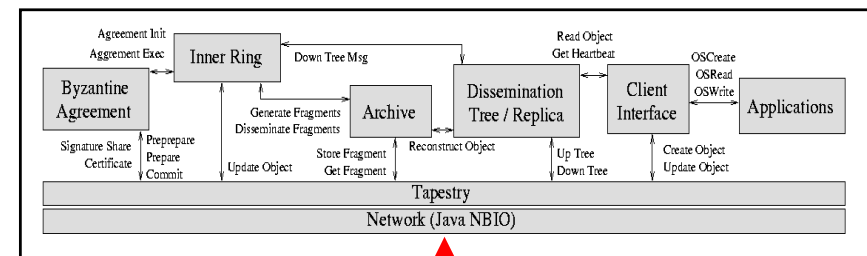 Agreement Init
Aggrement Exec
Inner Ring
Down Tree Msg
Read Object
Get Heartbeat
OSCreate
OSRead
OSWrite
Byzantine
Agreement
Generate Fragments
Disseminate Fragments
Archive
Dissemination
Tree / Replica
Client
Interface
Applications
Signature Share
Certificate
Preprepare
Prepare
Commit
Update Object
Store Fragment
Get Fragment
Reconstruct Object
Up Tree
Down Tree
Create Object
Update Object
Tapestry
Network (Java NBIO)